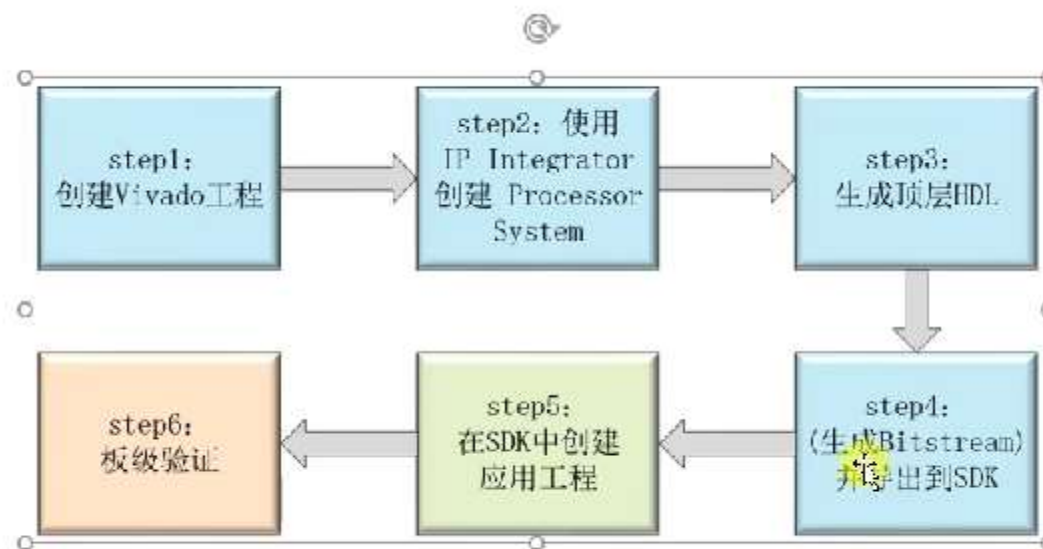 step1:
创建Vivado工程
step2: 使用
IP Integrator
创建 Processor
System
step3:
生成顶层HDL
step4:
(生成Bitstream)
并导出到SDK
step5:
在SDK中创建
应用工程
step6:
板级验证